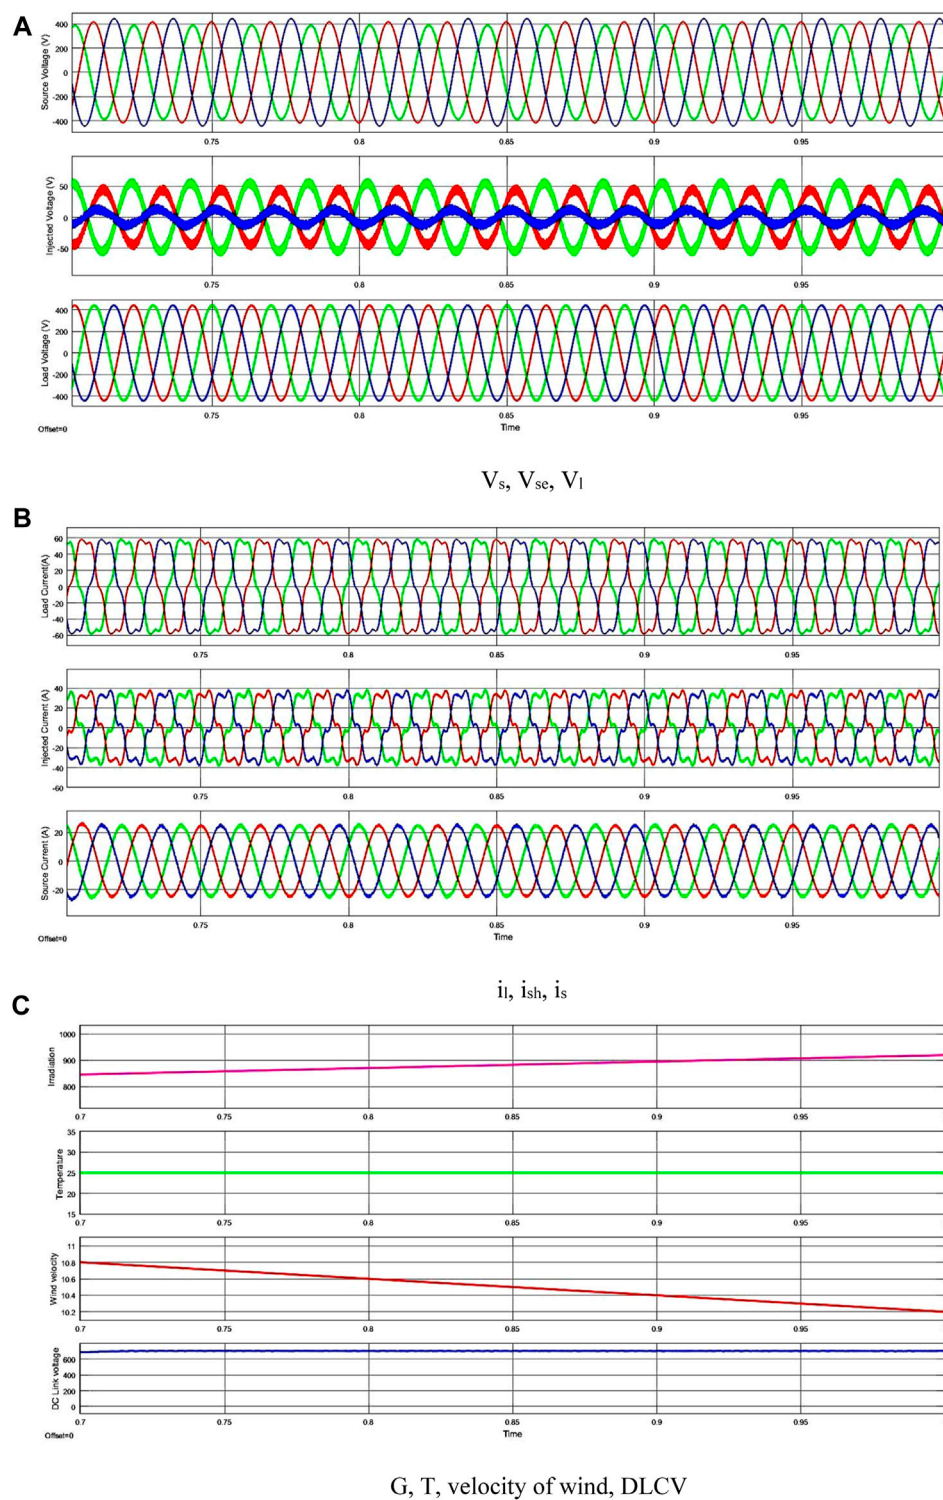 A
Source Voltage (V)
400
200
0
-200
-400
0.75 0.8 0.85 0.9 0.95
Injected Voltage (V)
50
0
-50
0.75 0.8 0.85 0.9 0.95
Load Voltage (V)
400
200
0
-200
-400
0.75 0.8 0.85 0.9 0.95
Offset=0
Time
Vs, Vse, Vl
B
Load Current(A)
60
40
20
0
-20
-40
-60
0.75 0.8 0.85 0.9 0.95
Injected Current (A)
40
20
0
-20
-40
-60
0.75 0.8 0.85 0.9 0.95
Source Current (A)
20
0
-20
0.75 0.8 0.85 0.9 0.95
Offset=0
Time
il, ish, is
C
Irradiation
1000
900
800
0.7 0.75 0.8 0.85 0.9 0.95
Temperature
35
30
25
20
15
0.7 0.75 0.8 0.85 0.9 0.95
Wind velocity
11
10.8
10.6
10.4
10.2
0.7 0.75 0.8 0.85 0.9 0.95
DC Link voltage
600
400
200
0
0.7 0.75 0.8 0.85 0.9 0.95
Offset=0
Time
G, T, velocity of wind, DLCV